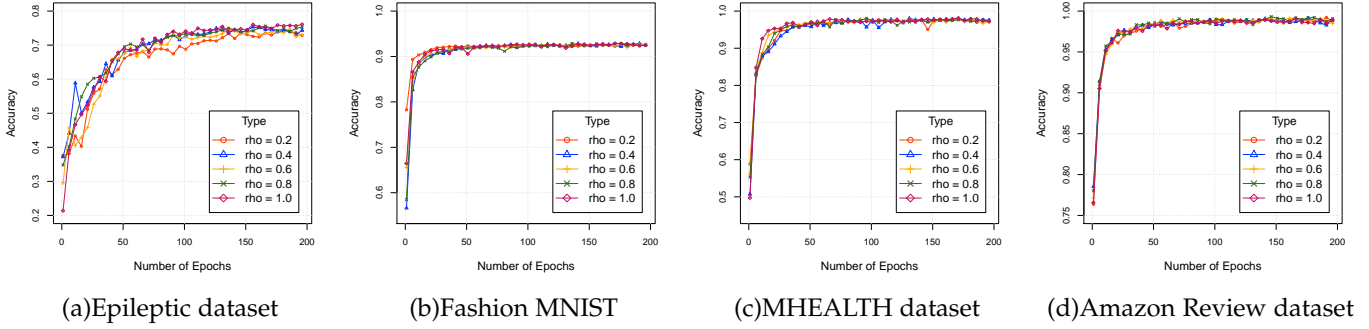 Accuracy
0.2 0.3 0.4 0.5 0.6 0.7 0.8
Type
rho = 0.2
rho = 0.4
rho = 0.6
rho = 0.8
rho = 1.0
0 50 100 150 200
Number of Epochs
(a)Epileptic dataset
Accuracy
0.6 0.7 0.8 0.9 1.0
Type
rho = 0.2
rho = 0.4
rho = 0.6
rho = 0.8
rho = 1.0
0 50 100 150 200
Number of Epochs
(b)Fashion MNIST
Accuracy
0.5 0.6 0.7 0.8 0.9 1.0
Type
rho = 0.2
rho = 0.4
rho = 0.6
rho = 0.8
rho = 1.0
0 50 100 150 200
Number of Epochs
(c)MHEALTH dataset
Accuracy
0.75 0.80 0.85 0.90 0.95 1.00
Type
rho = 0.2
rho = 0.4
rho = 0.6
rho = 0.8
rho = 1.0
0 50 100 150 200
Number of Epochs
(d)Amazon Review dataset